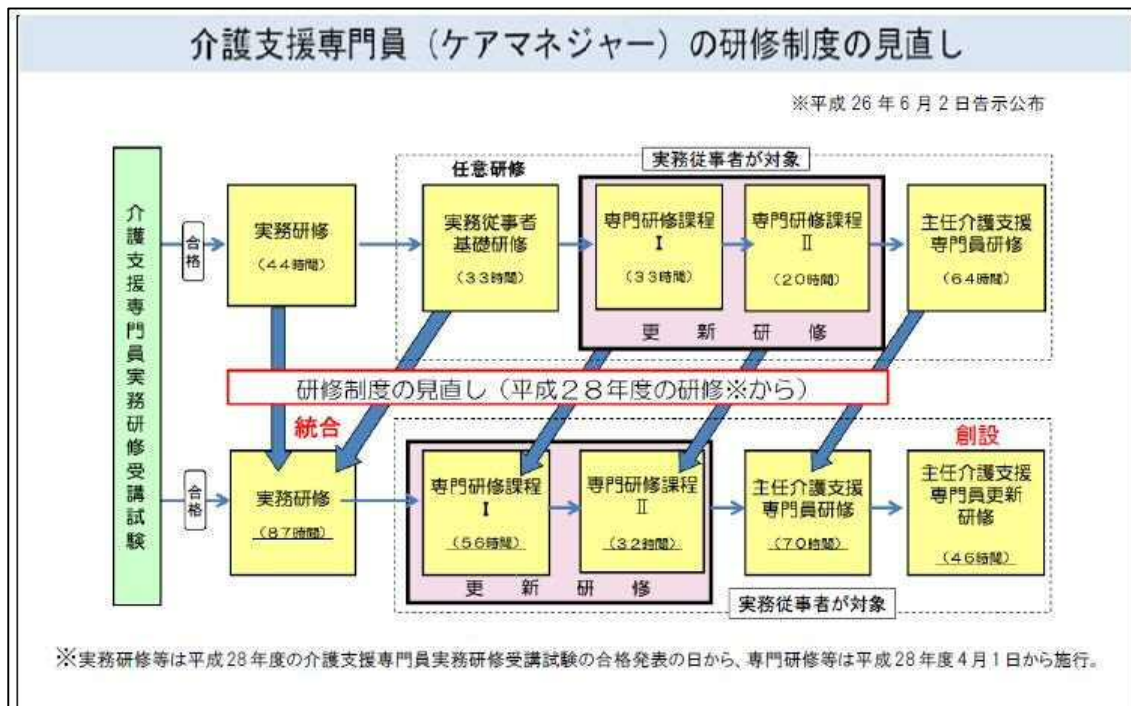 介護支援専門員（ケアマネジャー）の研修制度の見直し
※平成26年6月2日告示公布
介護支援専門員実務研修受講試験
合格
実務研修
（44時間）
任意研修
実務従事者
基礎研修
（33時間）
実務従事者が対象
専門研修課程
Ⅰ
（33時間）
専門研修課程
Ⅱ
（20時間）
更新研修
主任介護支援
専門員研修
（64時間）
研修制度の見直し（平成28年度の研修※から）
統合
合格
実務研修
（87時間）
専門研修課程
Ⅰ
（56時間）
専門研修課程
Ⅱ
（32時間）
更新研修
主任介護支援
専門員研修
（70時間）
創設
主任介護支援
専門員更新
研修
（46時間）
実務従事者が対象
※実務研修等は平成28年度の介護支援専門員実務研修受講試験の合格発表の日から、専門研修等は平成28年度4月1日から施行。